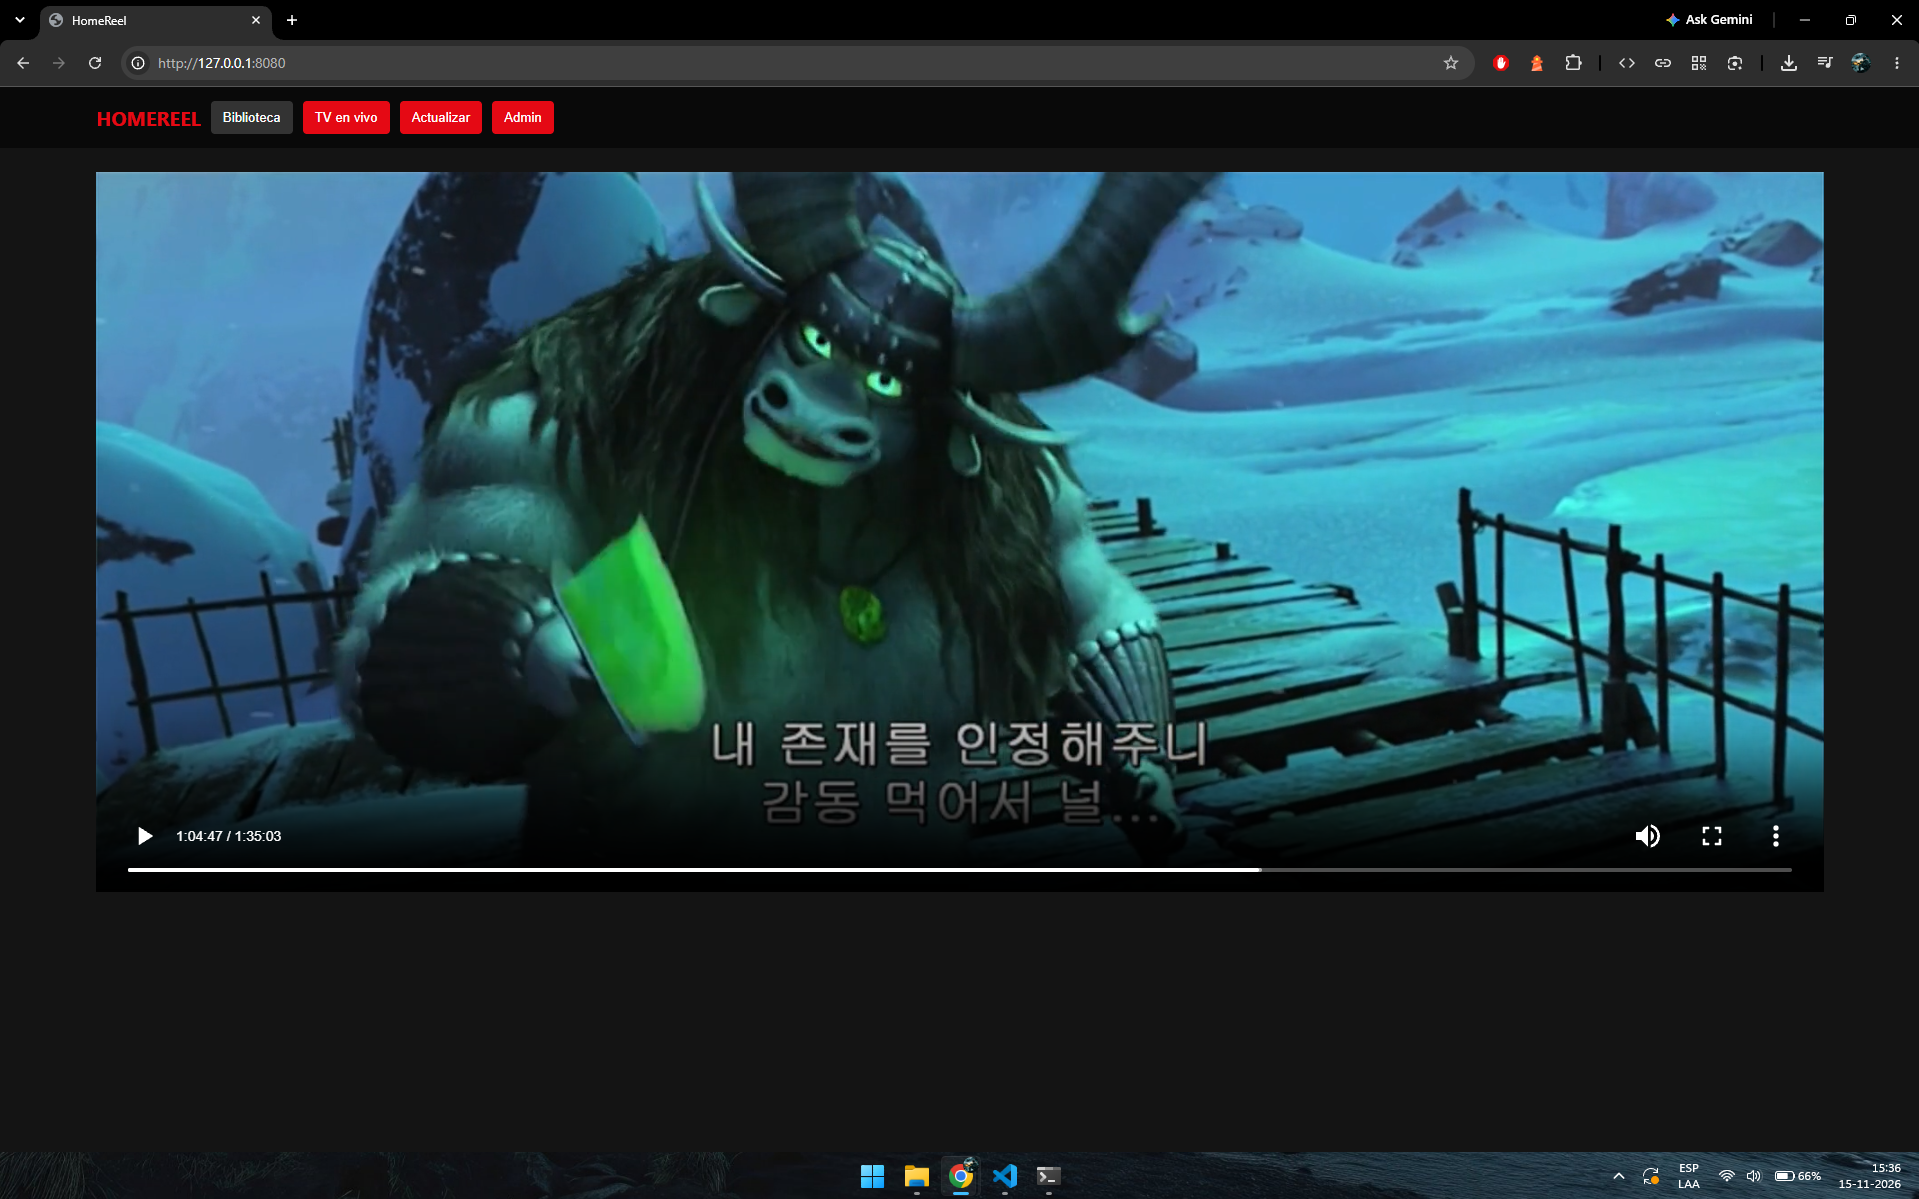 HomeReel
Ask Gemini
http://127.0.0.1:8080
HOMEREEL Biblioteca TV en vivo Actualizar Admin
내 존재를 인정해주니
감동 먹어서 널...
1:04:47 / 1:35:03
ESP
LAA
66%
15:36
15-11-2026